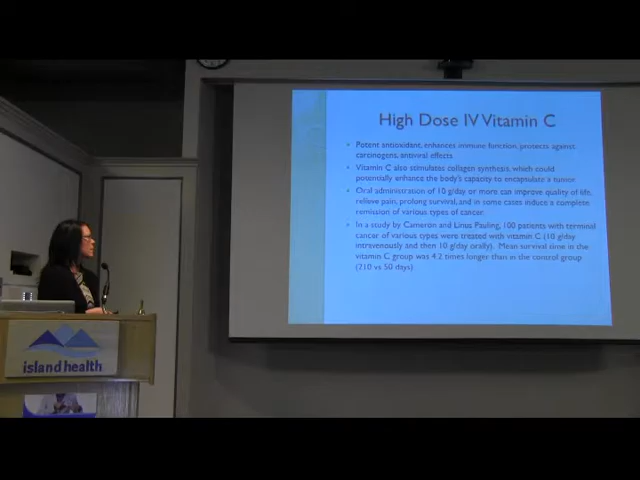 High Dose IV Vitamin C
Potent antioxidant, enhances immune function, protects against
carcinogens, antiviral effects
Vitamin C also stimulates collagen synthesis, which could
potentially enhance the body's capacity to encapsulate a tumor.
Oral administration of 10 g/day or more can improve quality of life,
relieve pain, prolong survival, and in some cases induce a complete
remission of various types of cancer.
In a study by Cameron and Linus Pauling, 100 patients with terminal
cancer of various types were treated with vitamin C (10 g/day
intravenously and then 10 g/day orally). Mean survival time in the
vitamin C group was 4.2 times longer than in the control group
(210 vs 50 days)
island health